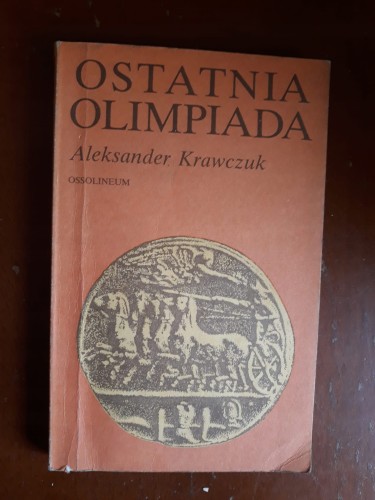 OSTATNIA
OLIMPIADA
Aleksander Krawczuk
OSSOLINEUM